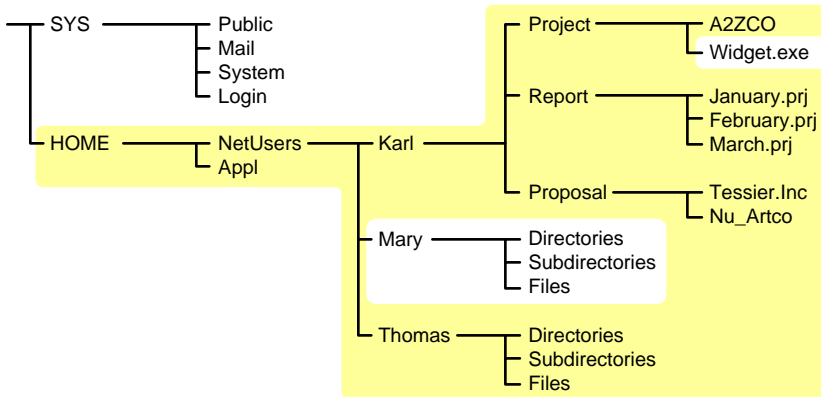 SYS Public Project A2ZCO
Mail Widget.exe
System
Login Report January.prj
February.prj
HOME NetUsers Karl March.prj
Appl
Proposal Tessier.Inc
Nu_Artco
Mary Directories
Subdirectories
Files
Thomas Directories
Subdirectories
Files